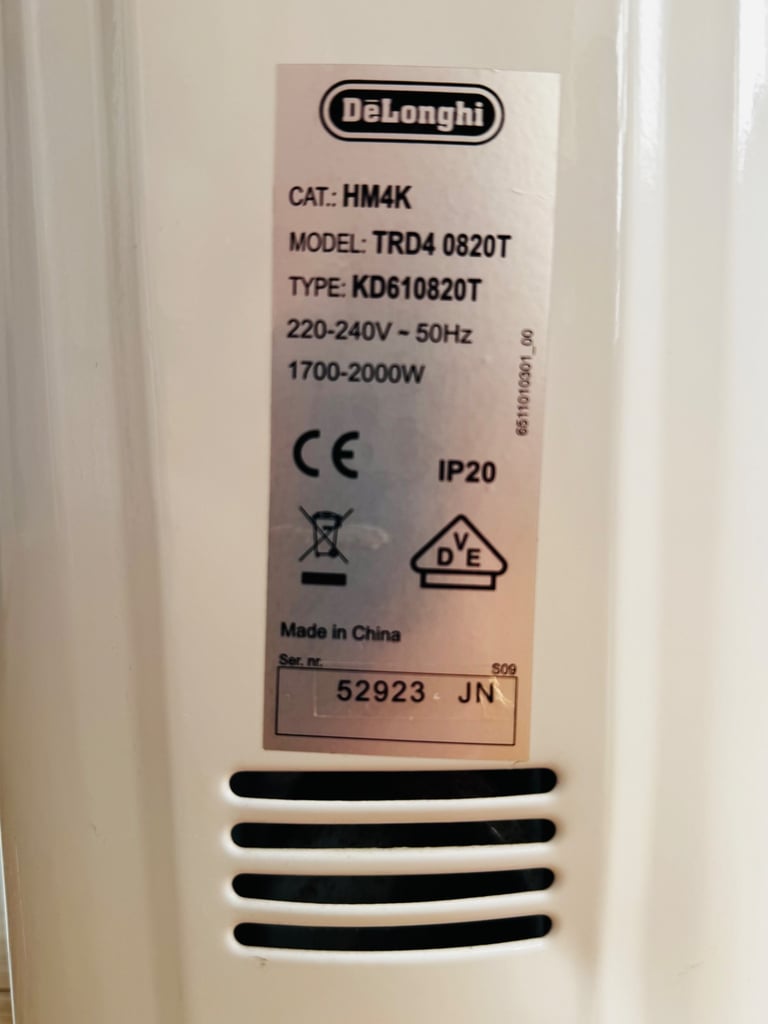 DēLonghi
CAT.: HM4K
MODEL: TRD4 0820T
TYPE: KD610820T
220-240V ~ 50Hz
1700-2000W
6511010301_00
CE
IP20
DVE
Made in China
Ser. nr. S09
52923 JN